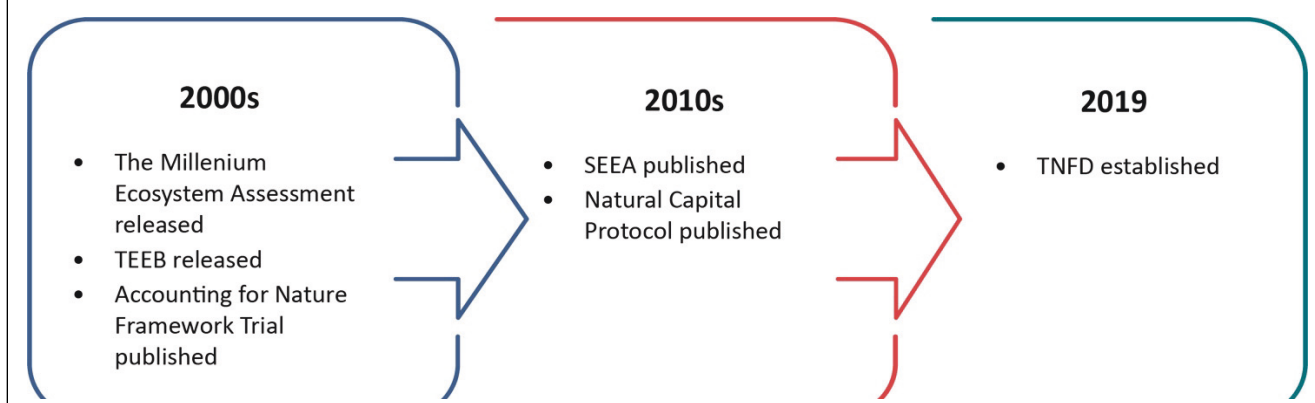 2000s
• The Millenium
Ecosystem Assessment
released
• TEEB released
• Accounting for Nature
Framework Trial
published
2010s
• SEEA published
• Natural Capital
Protocol published
2019
• TNFD established